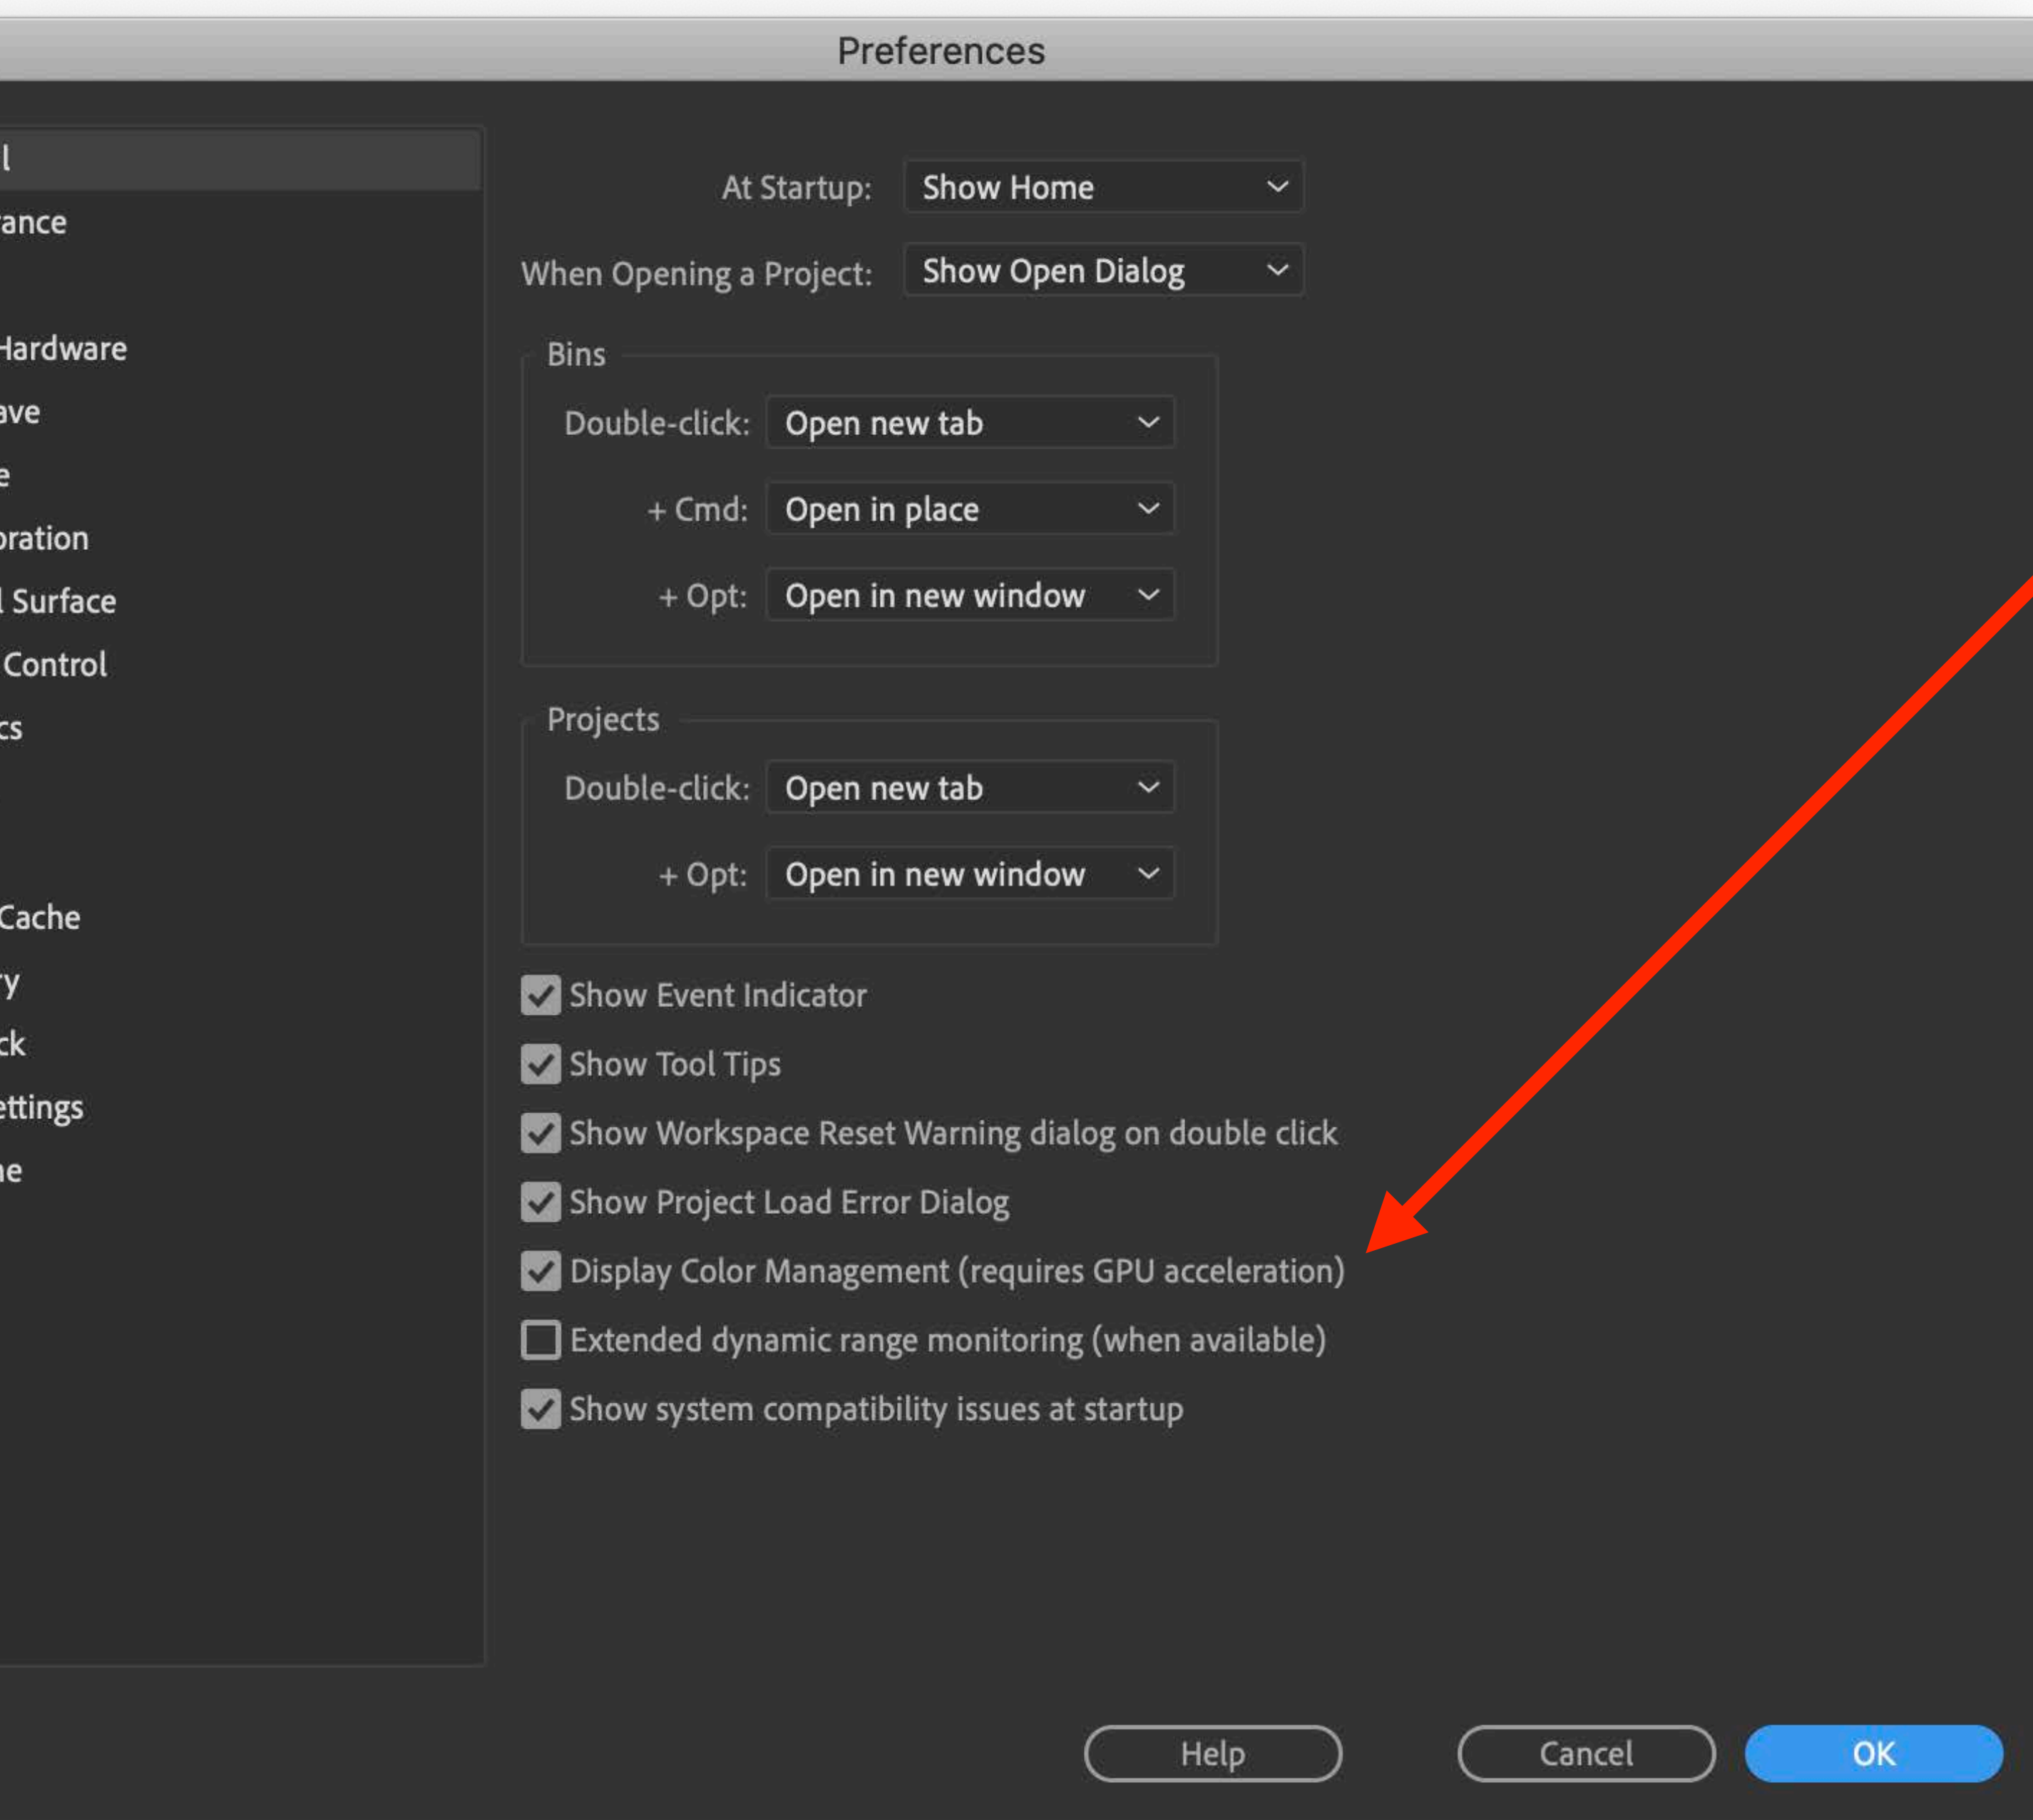 Preferences
l
ance
Hardware
ave
e
oration
l Surface
Control
cs
Cache
ry
ck
ettings
ne
At Startup: Show Home
When Opening a Project: Show Open Dialog
Bins
Double-click: Open new tab
+ Cmd: Open in place
+ Opt: Open in new window
Projects
Double-click: Open new tab
+ Opt: Open in new window
Show Event Indicator
Show Tool Tips
Show Workspace Reset Warning dialog on double click
Show Project Load Error Dialog
Display Color Management (requires GPU acceleration)
Extended dynamic range monitoring (when available)
Show system compatibility issues at startup
Help Cancel OK